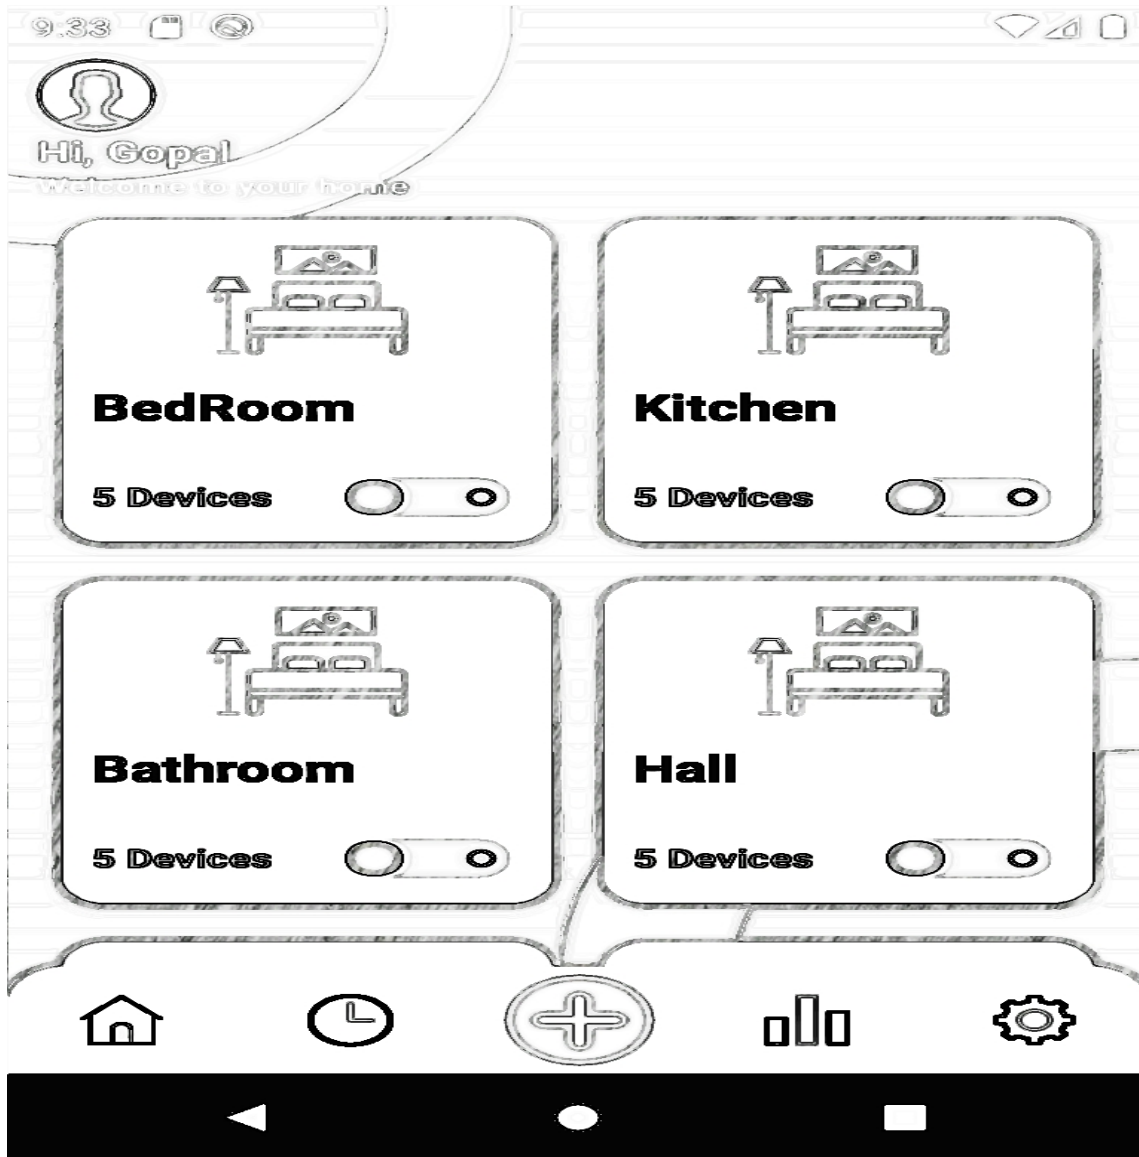 9:33
Hi, Gopal
Welcome to your home
BedRoom
5 Devices
Kitchen
5 Devices
Bathroom
5 Devices
Hall
5 Devices